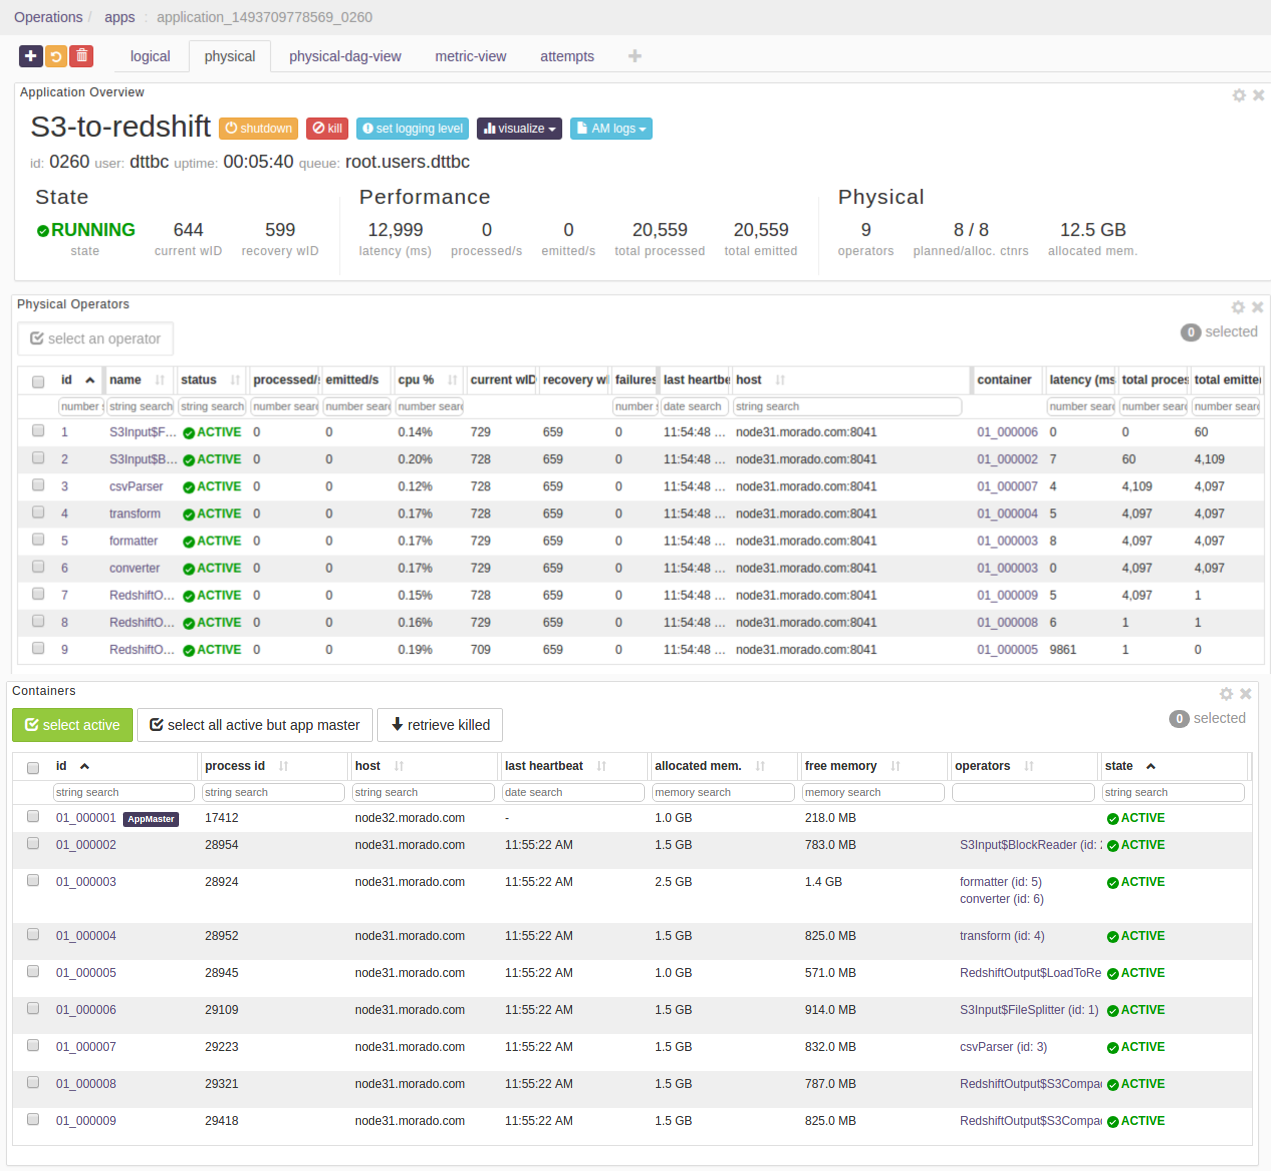 Operations / apps : application_1493709778569_0260
logical physical physical-dag-view metric-view attempts
Application Overview
S3-to-redshift shutdown kill set logging level visualize AM logs
id: 0260 user: dttbc uptime: 00:05:40 queue: root.users.dttbc
State Performance Physical
RUNNING 644 599 12,999 0 0 20,559 20,559 9 8 / 8 12.5 GB
state current wID recovery wID latency (ms) processed/s emitted/s total processed total emitted operators planned/alloc. ctnrs allocated mem.
Physical Operators
select an operator 0 selected
id name status processed/s emitted/s cpu % current wID recovery wI failures last heartbe host container latency (ms total proces total emitte
number s string search string search number searc number searc number searc number s date search string search number searc number searc number searc
1 S3Input$F... ACTIVE 0 0 0.14% 729 659 0 11:54:48 ... node31.morado.com:8041 01_000006 0 0 60
2 S3Input$B... ACTIVE 0 0 0.20% 728 659 0 11:54:48 ... node31.morado.com:8041 01_000002 7 60 4,109
3 csvParser ACTIVE 0 0 0.12% 728 659 0 11:54:48 ... node31.morado.com:8041 01_000007 4 4,109 4,097
4 transform ACTIVE 0 0 0.17% 728 659 0 11:54:48 ... node31.morado.com:8041 01_000004 5 4,097 4,097
5 formatter ACTIVE 0 0 0.17% 729 659 0 11:54:48 ... node31.morado.com:8041 01_000003 8 4,097 4,097
6 converter ACTIVE 0 0 0.17% 729 659 0 11:54:48 ... node31.morado.com:8041 01_000003 0 4,097 4,097
7 RedshiftO... ACTIVE 0 0 0.15% 728 659 0 11:54:48 ... node31.morado.com:8041 01_000009 5 4,097 1
8 RedshiftO... ACTIVE 0 0 0.16% 729 659 0 11:54:48 ... node31.morado.com:8041 01_000008 6 1 1
9 RedshiftO... ACTIVE 0 0 0.19% 709 659 0 11:54:48 ... node31.morado.com:8041 01_000005 9861 1 0
Containers
select active select all active but app master retrieve killed 0 selected
id process id host last heartbeat allocated mem. free memory operators state
string search string search string search date search memory search memory search string search
01_000001 AppMaster 17412 node32.morado.com - 1.0 GB 218.0 MB ACTIVE
01_000002 28954 node31.morado.com 11:55:22 AM 1.5 GB 783.0 MB S3Input$BlockReader (id: 2 ACTIVE
01_000003 28924 node31.morado.com 11:55:22 AM 2.5 GB 1.4 GB formatter (id: 5) ACTIVE
converter (id: 6)
01_000004 28952 node31.morado.com 11:55:22 AM 1.5 GB 825.0 MB transform (id: 4) ACTIVE
01_000005 28945 node31.morado.com 11:55:22 AM 1.0 GB 571.0 MB RedshiftOutput$LoadToRe ACTIVE
01_000006 29109 node31.morado.com 11:55:22 AM 1.5 GB 914.0 MB S3Input$FileSplitter (id: 1) ACTIVE
01_000007 29223 node31.morado.com 11:55:22 AM 1.5 GB 832.0 MB csvParser (id: 3) ACTIVE
01_000008 29321 node31.morado.com 11:55:22 AM 1.5 GB 787.0 MB RedshiftOutput$S3Compac ACTIVE
01_000009 29418 node31.morado.com 11:55:22 AM 1.5 GB 825.0 MB RedshiftOutput$S3Compac ACTIVE